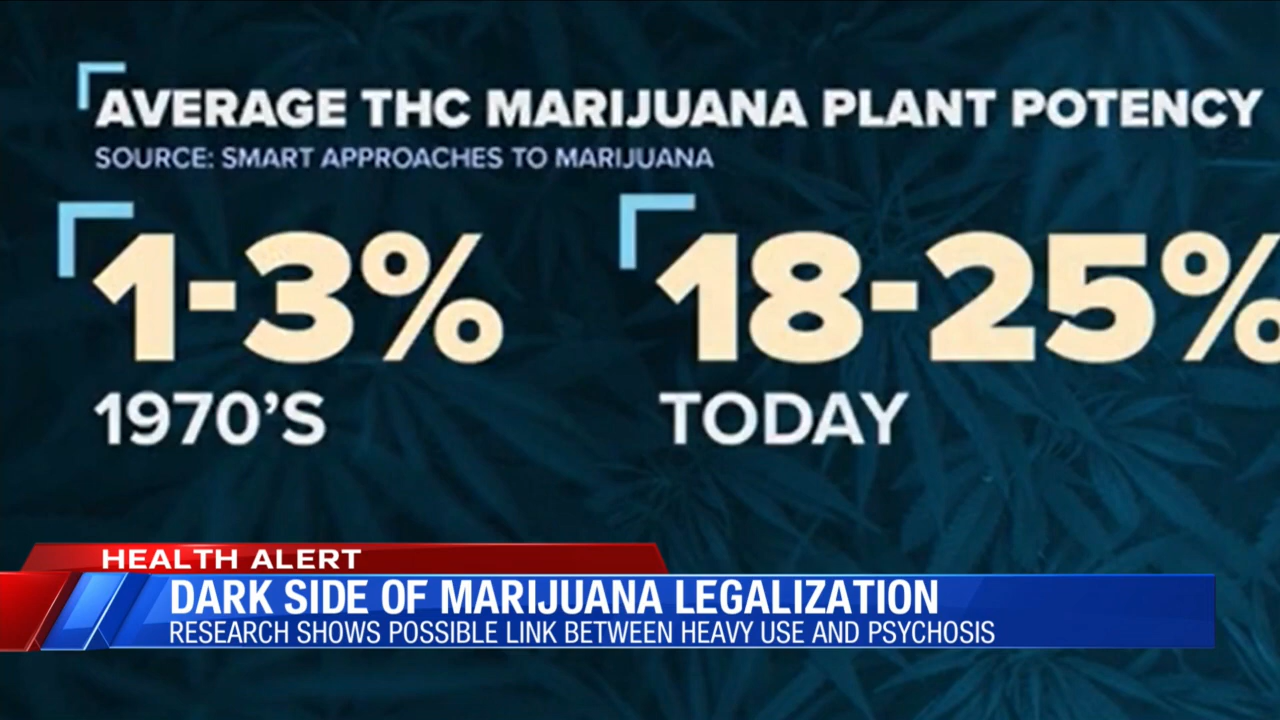 AVERAGE THC MARIJUANA PLANT POTENCY
SOURCE: SMART APPROACHES TO MARIJUANA
1-3%
1970'S
18-25%
TODAY
HEALTH ALERT
DARK SIDE OF MARIJUANA LEGALIZATION
RESEARCH SHOWS POSSIBLE LINK BETWEEN HEAVY USE AND PSYCHOSIS